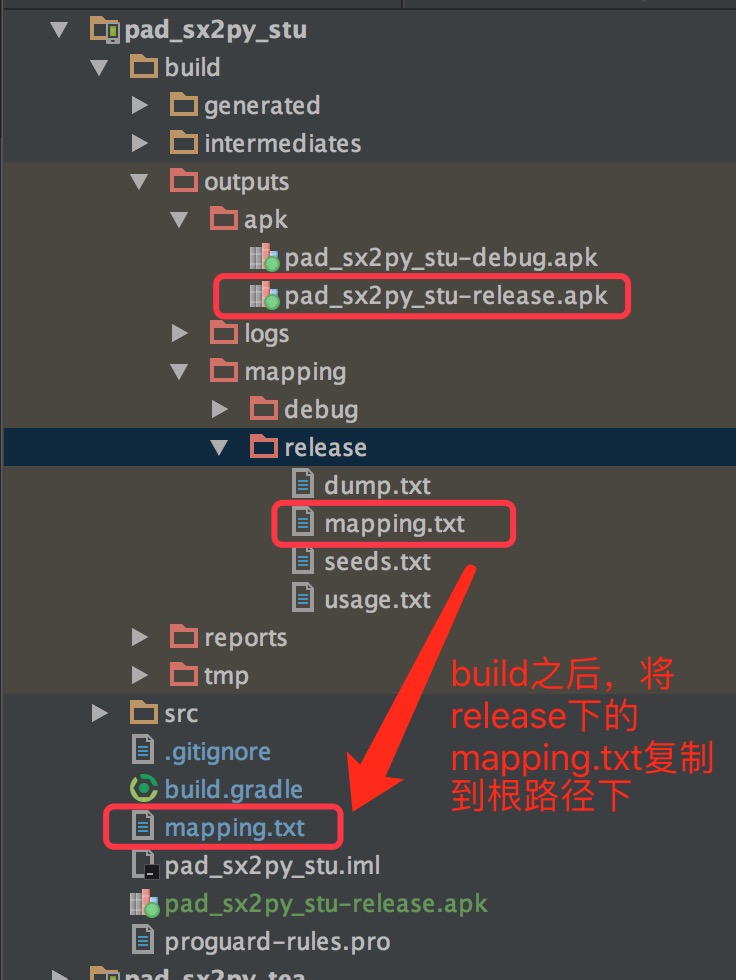 pad_sx2py_stu
build
generated
intermediates
outputs
apk
pad_sx2py_stu-debug.apk
pad_sx2py_stu-release.apk
logs
mapping
debug
release
dump.txt
mapping.txt
seeds.txt
usage.txt
reports
tmp
build之后，将
release下的
mapping.txt复制
到根路径下
src
.gitignore
build.gradle
mapping.txt
pad_sx2py_stu.iml
pad_sx2py_stu-release.apk
proguard-rules.pro
pad_sx2py_tea